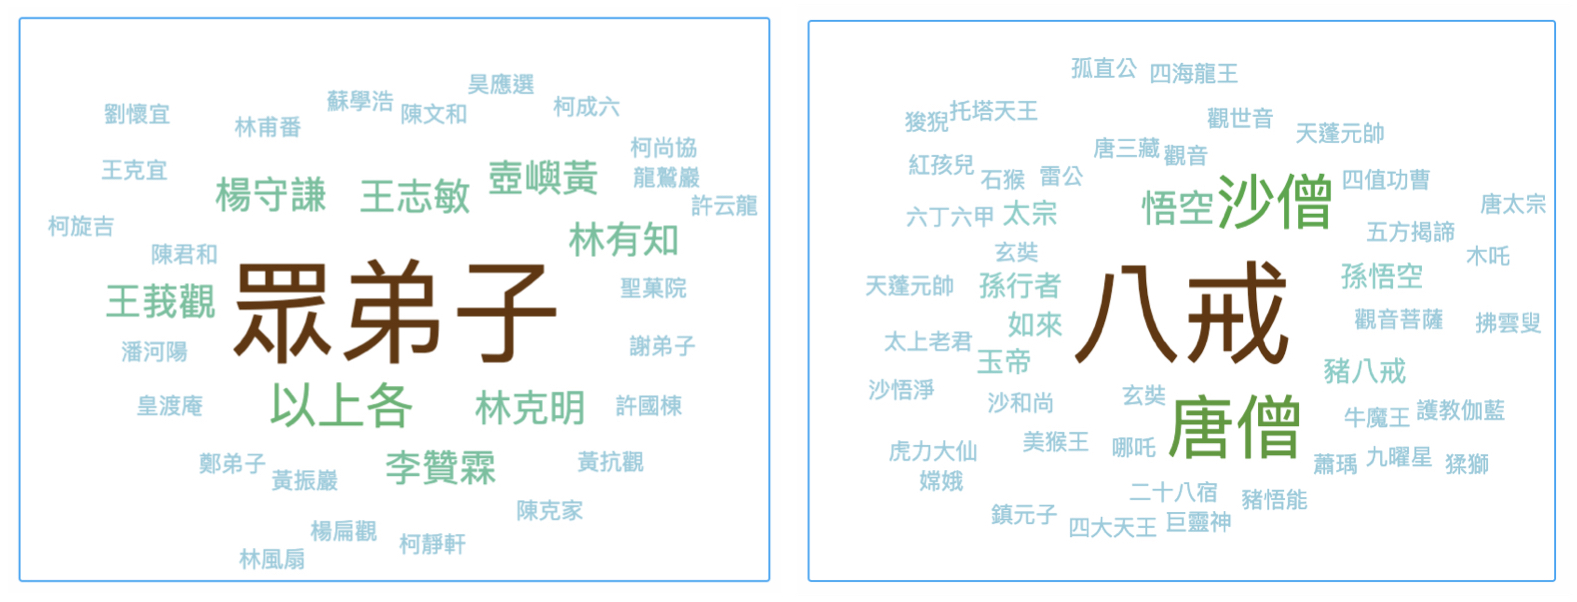 昊應選
蘇學浩
陳文和
柯成六
劉懷宜
林甫番
柯尚協
王克宜
龍鷲巖
楊守謙
王志敏
壺嶼黃
許云龍
柯旋吉
林有知
陳君和
聖菓院
王莪觀
眾弟子
潘河陽
謝弟子
皇渡庵
以上各
林克明
許國棟
鄭弟子
黃振巖
李贊霖
黃抗觀
陳克家
楊扁觀
柯靜軒
林風扇
孤直公
四海龍王
狻猊
托塔天王
觀世音
天蓬元帥
唐三藏
觀音
紅孩兒
石猴
雷公
四值功曹
六丁六甲
太宗
悟空
沙僧
唐太宗
五方揭諦
玄裝
木吒
天蓬元帥
孫行者
孫悟空
八戒
如來
觀音菩薩
拂雲叟
太上老君
玉帝
豬八戒
沙悟淨
沙和尚
玄裝
唐僧
牛魔王
護教伽藍
虎力大仙
美猴王
哪吒
蕭瑀
九曜星
猱獅
嫦娥
二十八宿
豬悟能
鎮元子
四大天王
巨靈神